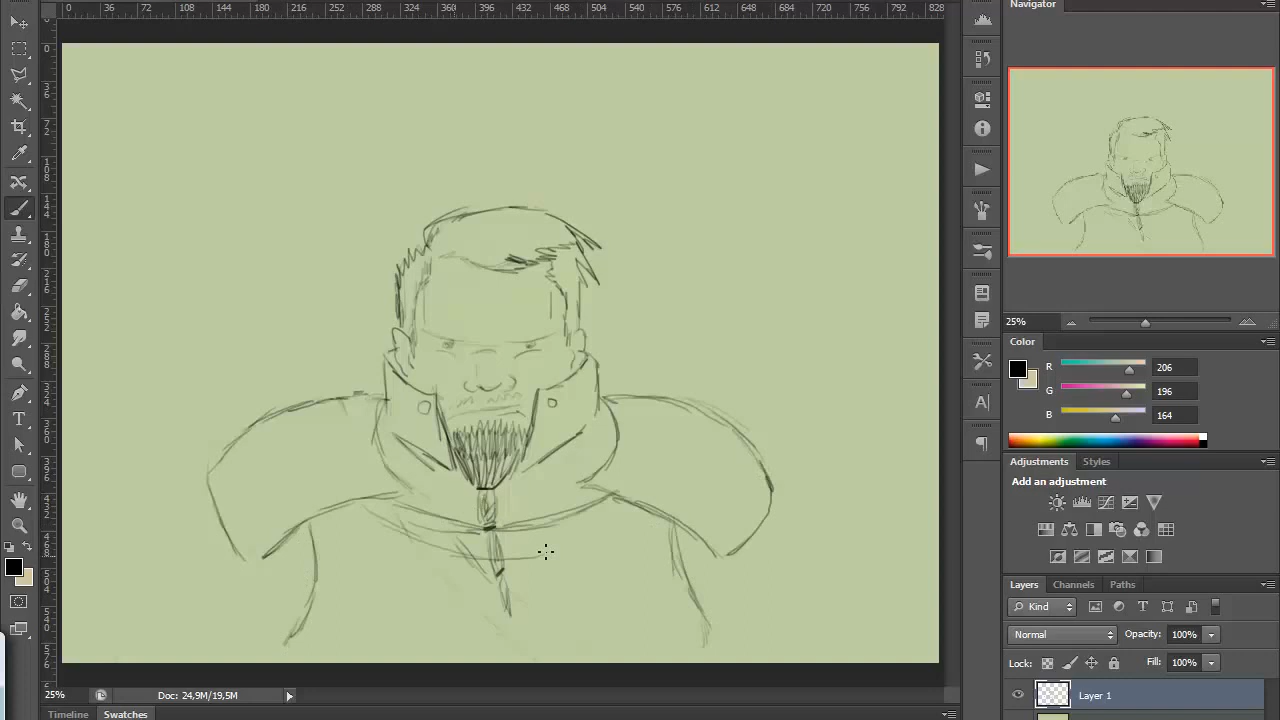 0 36 72 108 144 180 216 252 288 324 360 396 432 468 504 540 576 612 648 684 720 756 792 828
Navigator
25%
Color
R 206
G 196
B 164
Adjustments Styles
Add an adjustment
Layers Channels Paths
Kind
Normal Opacity: 100%
Lock: Fill: 100%
Layer 1
25% Doc: 24,9M/19,5M
Timeline Swatches